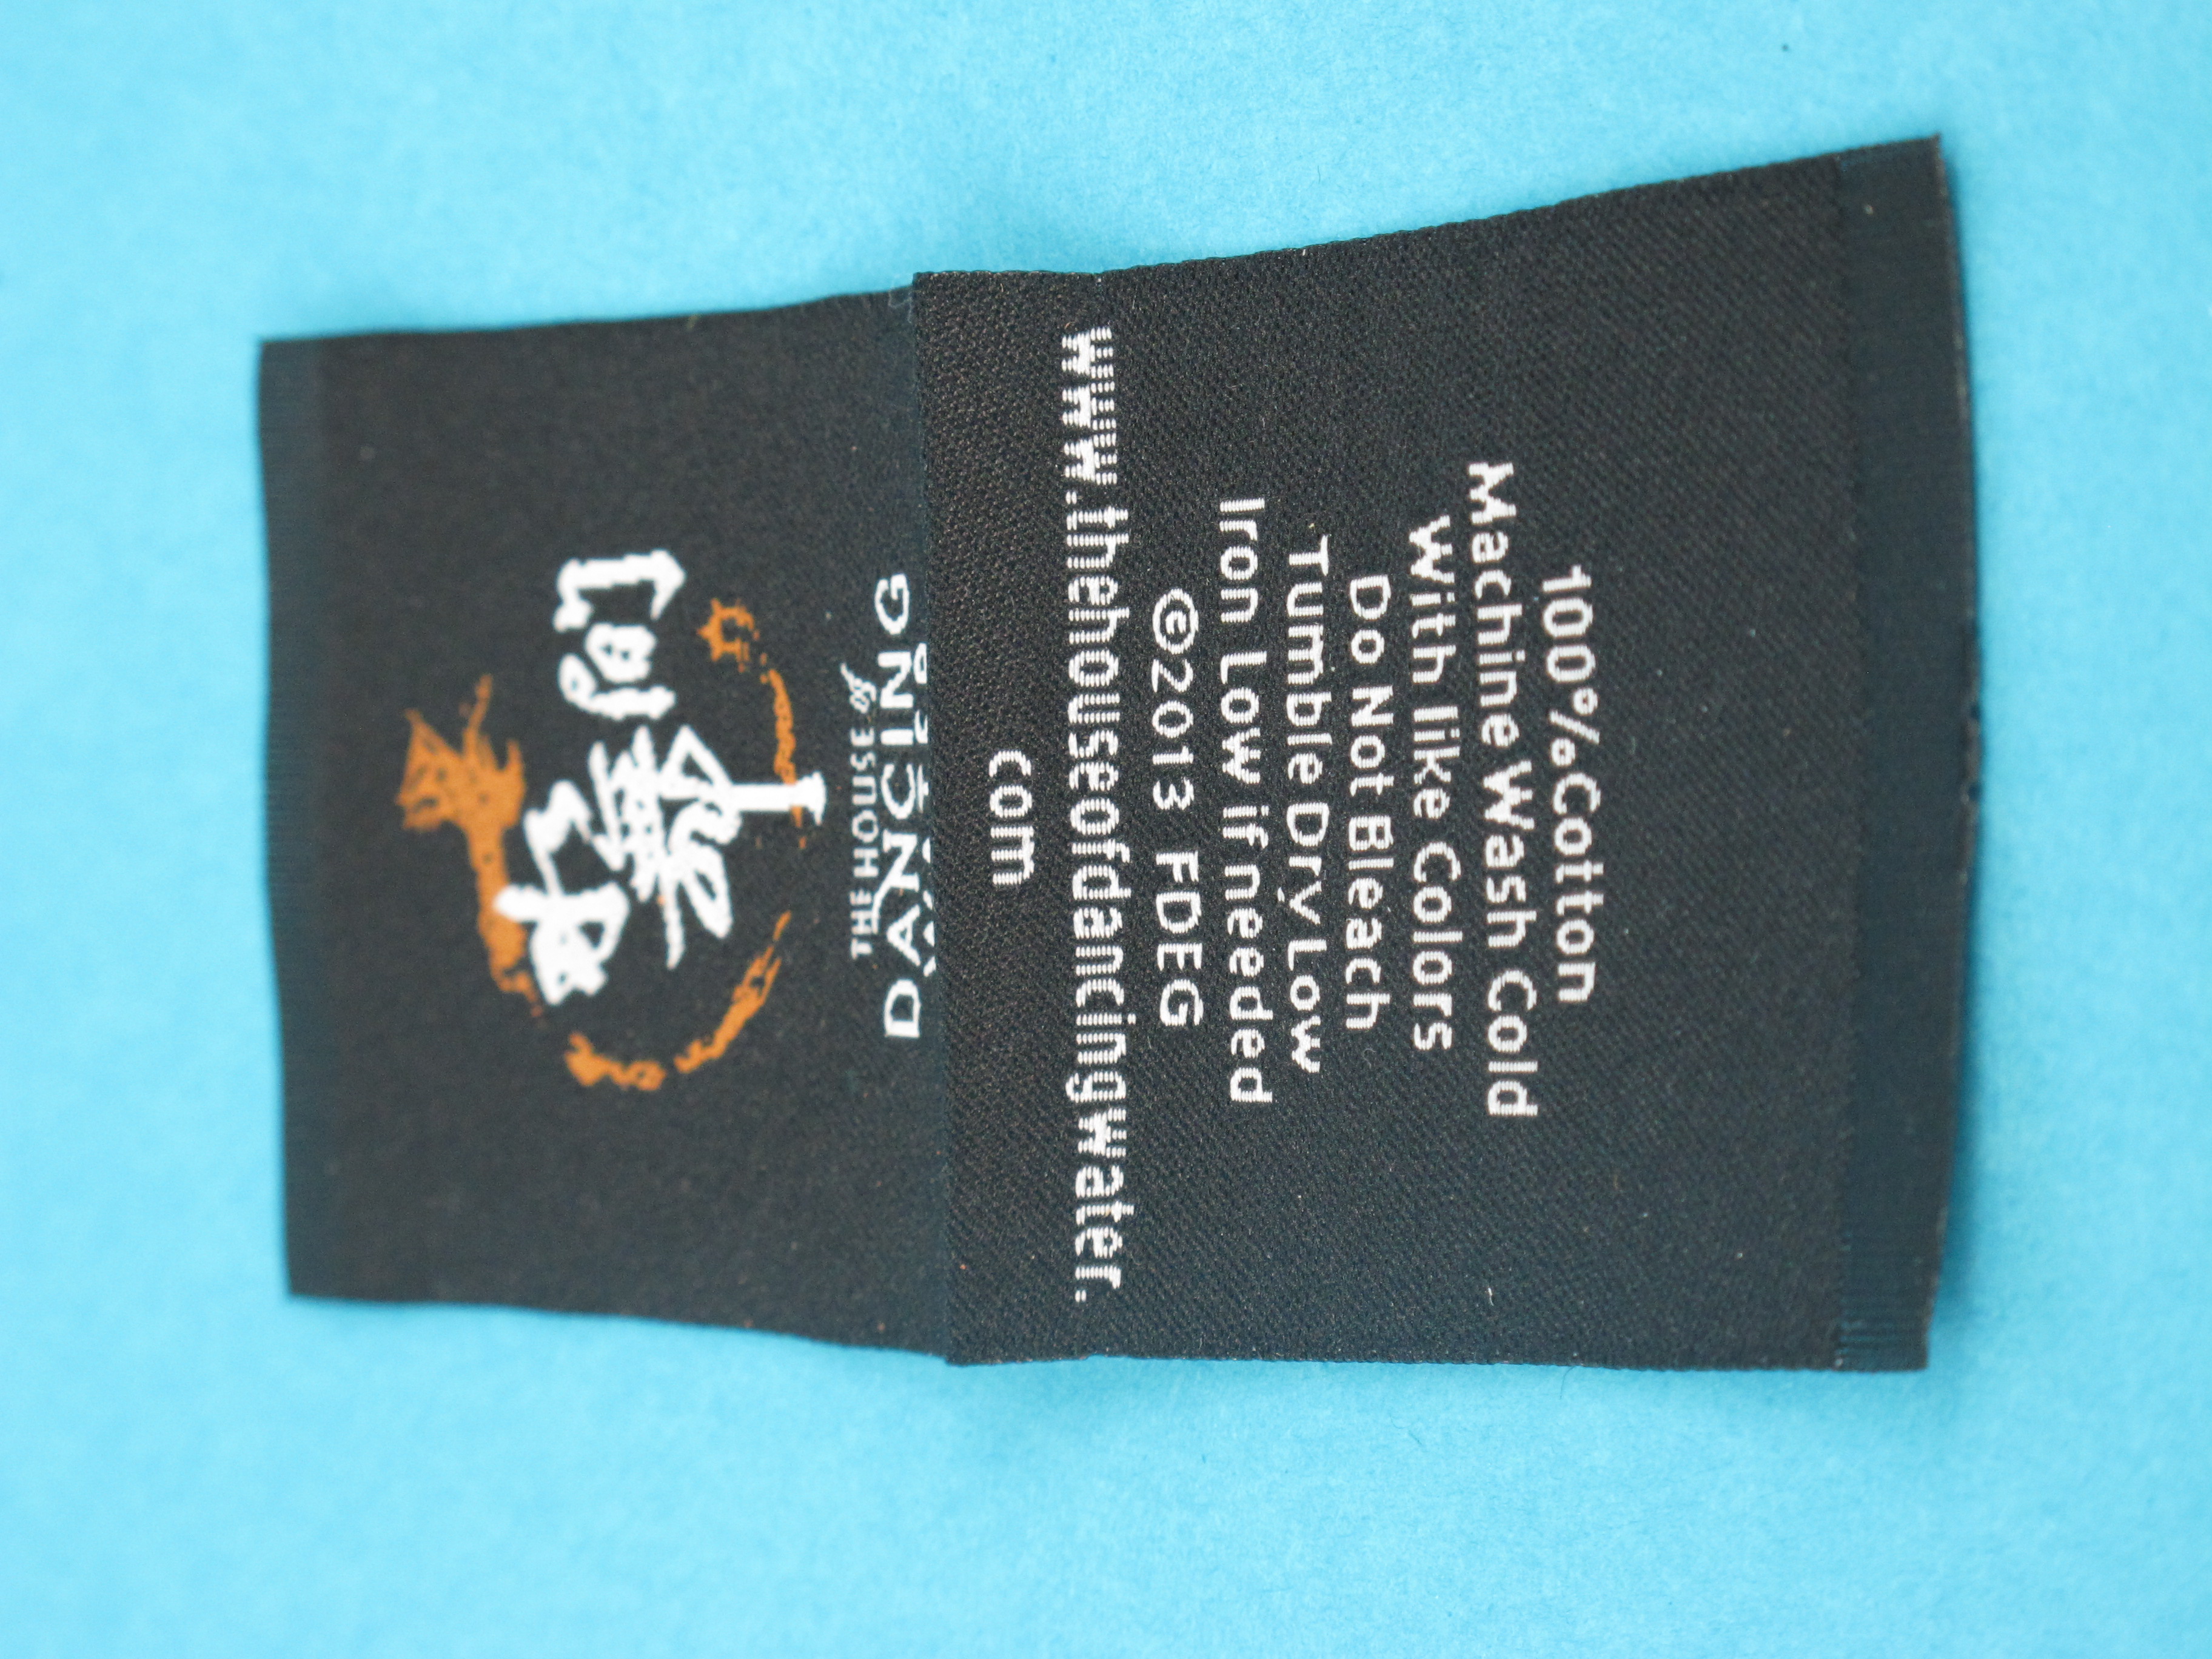 水舞間
THE HOUSE of
DANCING
100%Cotton
Machine Wash Cold
With like Colors
Do Not Bleach
Tumble Dry Low
Iron Low if needed
©2013 FDEG
www.thehouseofdancingwater.
com